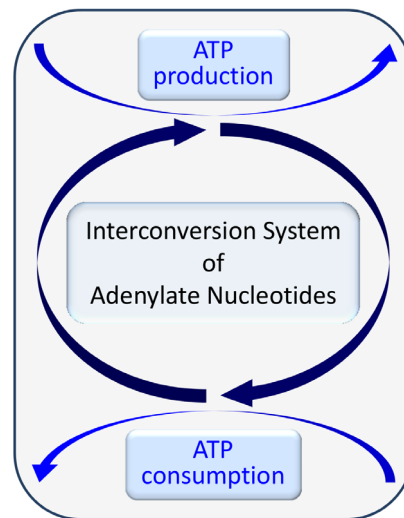 ATP
production
Interconversion System
of
Adenylate Nucleotides
ATP
consumption